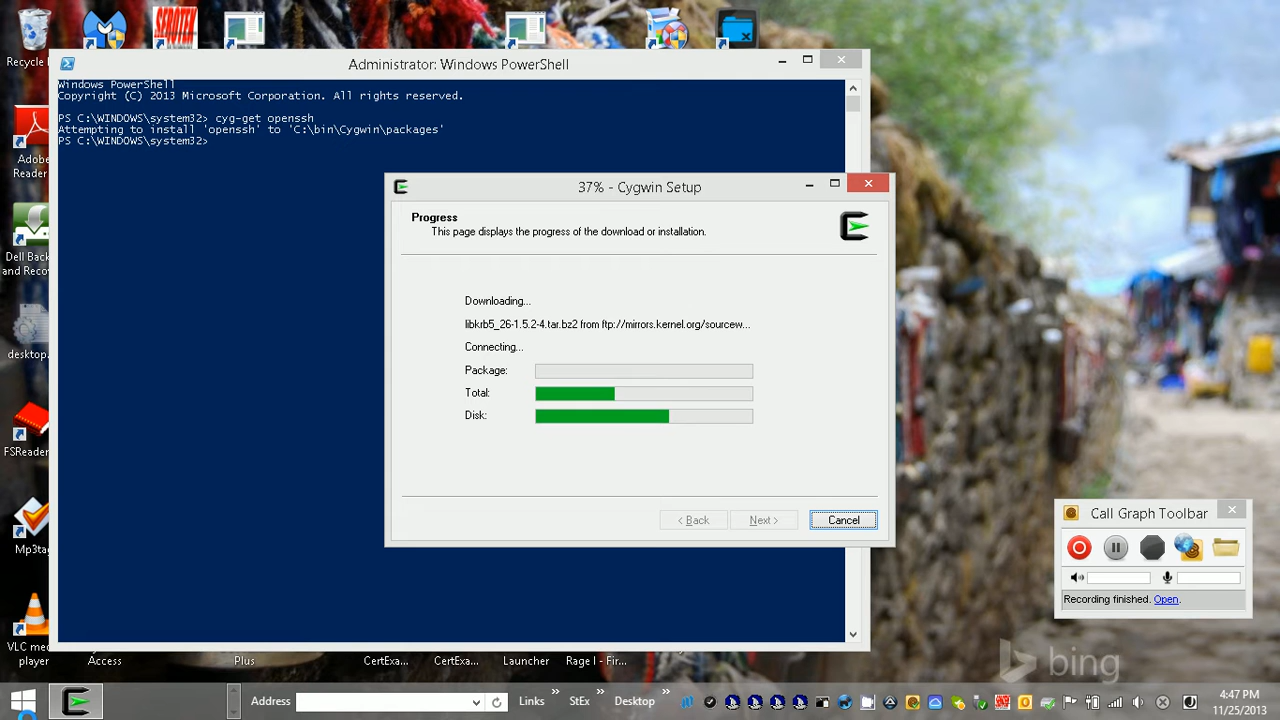 SEROTEK
Recycle
Administrator: Windows PowerShell
Windows PowerShell
Copyright (C) 2013 Microsoft Corporation. All rights reserved.
PS C:\WINDOWS\system32> cyg-get openssh
Attempting to install 'openssh' to 'C:\bin\Cygwin\packages'
PS C:\WINDOWS\system32>
Adobe
Reader
Dell Back
and Reco
desktop.
FSReader
Mp3tag
VLC med
player
37% - Cygwin Setup
Progress
This page displays the progress of the download or installation.
Downloading...
libkrb5_26-1.5.2-4.tar.bz2 from ftp://mirrors.kernel.org/sourcew...
Connecting...
Package:
Total:
Disk:
< Back
Next >
Cancel
Call Graph Toolbar
Recording finished. Open.
Access
Plus
CertExa...
CertExa...
Launcher
Rage I - Fir...
bing
Address
Links
StEx
Desktop
4:47 PM
11/25/2013